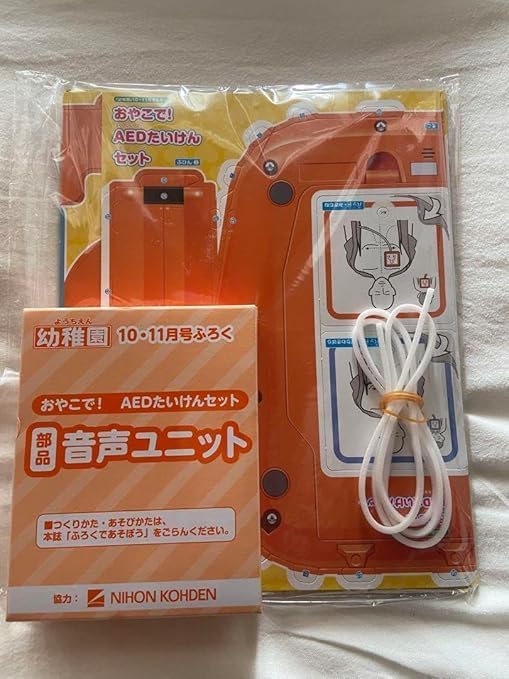 おやこで!
AEDたいけん
セット
ようちえん
幼稚園 10・11月号ふろく
おやこで! AEDたいけんセット
部品 音声ユニット
■つくりかた・あそびかたは、
本誌「ふろくであそぼう」をごらんください。
協力: NIHON KOHDEN